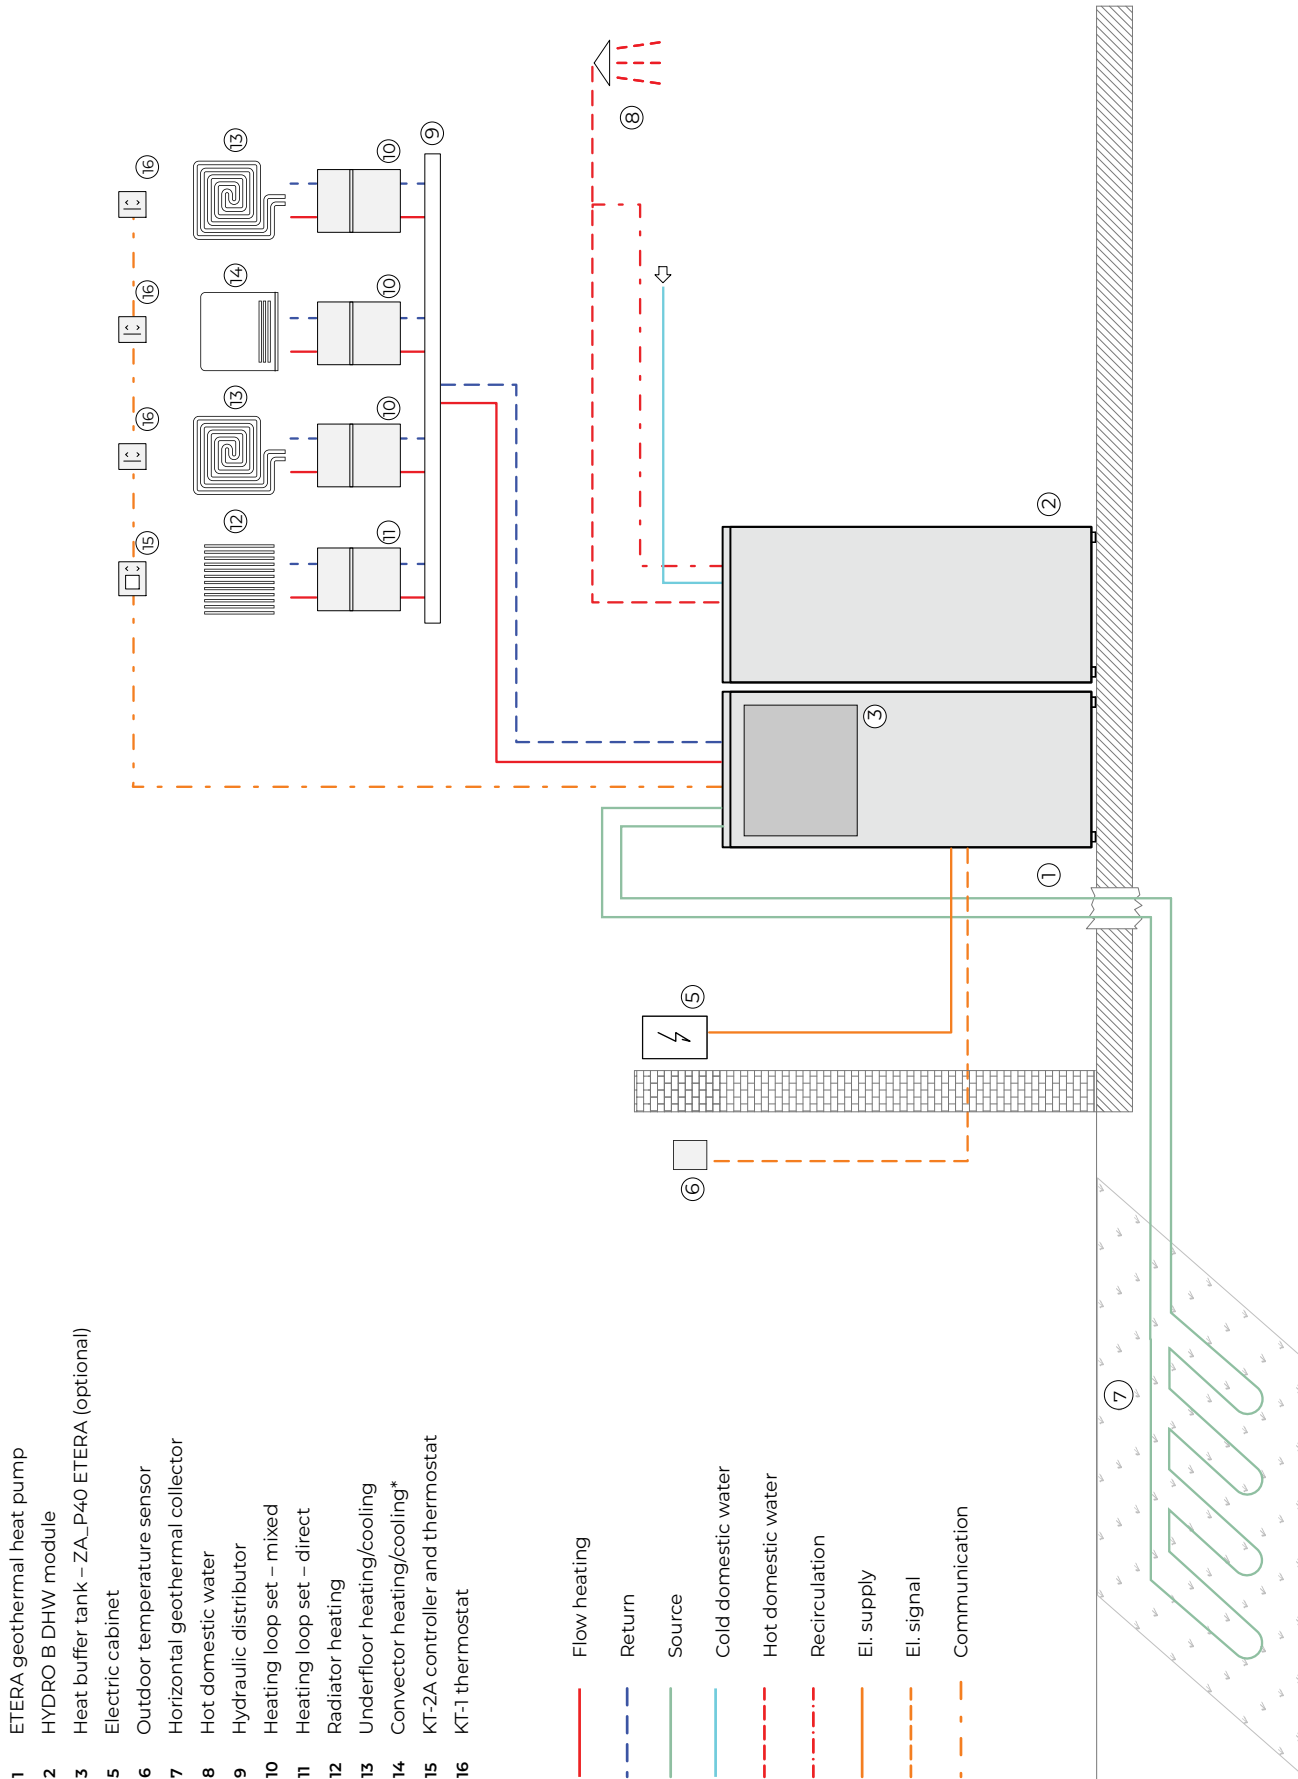 1 ETERA geothermal heat pump
2 HYDRO B DHW module
3 Heat buffer tank – ZA_P40 ETERA (optional)
5 Electric cabinet
6 Outdoor temperature sensor
7 Horizontal geothermal collector
8 Hot domestic water
9 Hydraulic distributor
10 Heating loop set – mixed
11 Heating loop set – direct
12 Radiator heating
13 Underfloor heating/cooling
14 Convector heating/cooling*
15 KT-2A controller and thermostat
16 KT-1 thermostat
Flow heating
Return
Source
Cold domestic water
Hot domestic water
Recirculation
El. supply
El. signal
Communication
15
16
16
16
12
13
14
13
11
10
10
10
9
8
3
2
1
5
6
7